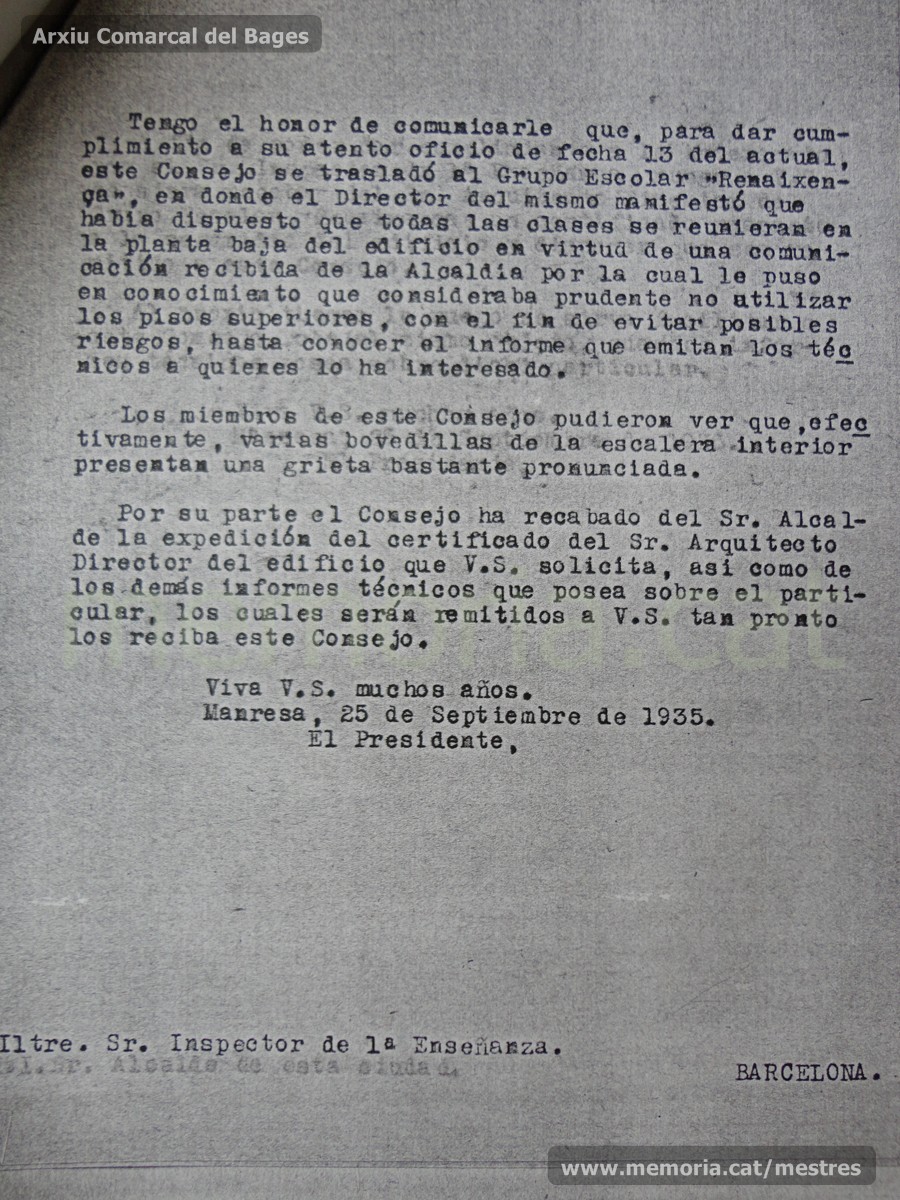 Arxiu Comarcal del Bages
Tengo el honor de comunicarle que, para dar cum-
plimiento a su atento oficio de fecha 13 del actual,
este Consejo se trasladó al Grupo Escolar "Renaixen-
ça", en donde el Director del mismo manifestó que
habia dispuesto que todas las clases se reunieran en
la planta baja del edificio en virtud de una comuni-
cación recibida de la Alcaldia por la cual le puso
en conocimiento que consideraba prudente no utilizar
los pisos superiores, con el fin de evitar posibles
riesgos, hasta conocer el informe que emitan los téc
nicos a quienes lo ha interesado.
Los miembros de este Consejo pudieron ver que,efec
tivamente, varias bovedillas de la escalera interior
presentan una grieta bastante pronunciada.
Por su parte el Consejo ha recabado del Sr. Alcal-
de la expedición del certificado del Sr. Arquitecto
Director del edificio que V.S. solicita, asi como de
los demás informes técnicos que posea sobre el parti-
cular, los cuales serán remitidos a V.S. tan pronto
los reciba este Consejo.
Viva V.S. muchos años.
Manresa, 25 de Septiembre de 1935.
El Presidente,
Iltre. Sr. Inspector de 1ª Enseñanza.
Sr. Alcalde de esta ciudad.
BARCELONA.
www.memoria.cat/mestres